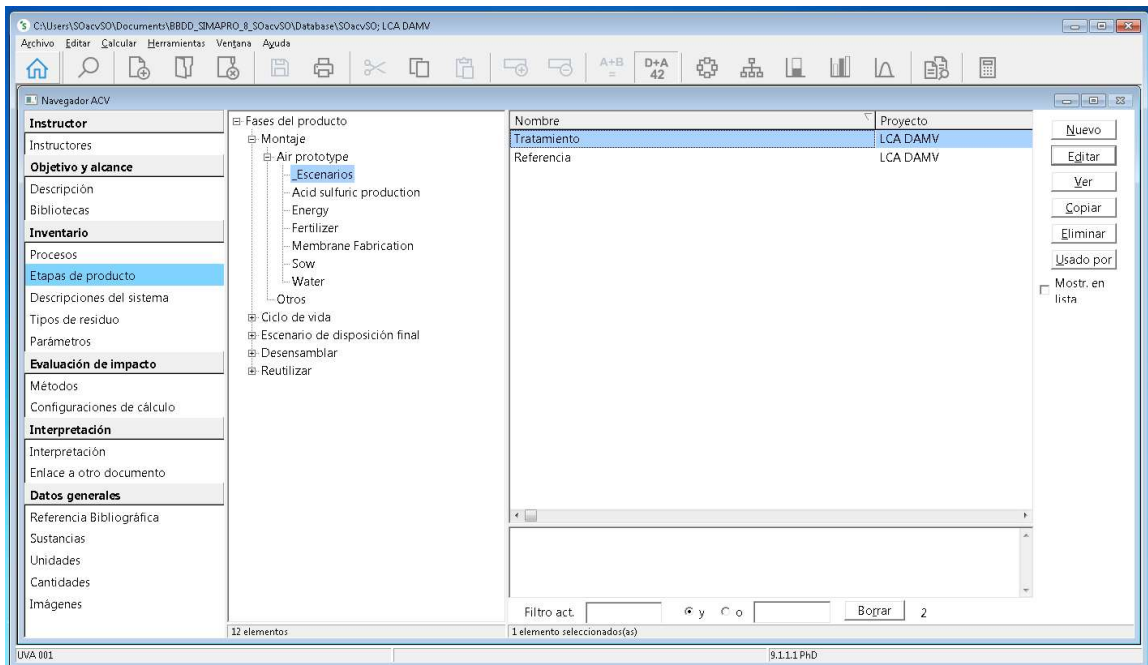 C:\Users\SOacvSO\Documents\BBDD_SIMAPRO_8_SOacvSO\Database\SOacvSO; LCA DAMV
Archivo Editar Calcular Herramientas Ventana Ayuda
A+B
=
D+A
42
Navegador ACV
Instructor
Instructores
Objetivo y alcance
Descripción
Bibliotecas
Inventario
Procesos
Etapas de producto
Descripciones del sistema
Tipos de residuo
Parámetros
Evaluación de impacto
Métodos
Configuraciones de cálculo
Interpretación
Interpretación
Enlace a otro documento
Datos generales
Referencia Bibliográfica
Sustancias
Unidades
Cantidades
Imágenes
Fases del producto
Montaje
Air prototype
_Escenarios
Acid sulfuric production
Energy
Fertilizer
Membrane Fabrication
Sow
Water
Otros
Ciclo de vida
Escenario de disposición final
Desensamblar
Reutilizar
12 elementos
Nombre Proyecto
Tratamiento LCA DAMV
Referencia LCA DAMV
Filtro act. y o Borrar 2
1 elemento seleccionados(as)
Nuevo
Editar
Ver
Copiar
Eliminar
Usado por
Mostr. en
lista
UVA 001 9.1.1.1 PhD